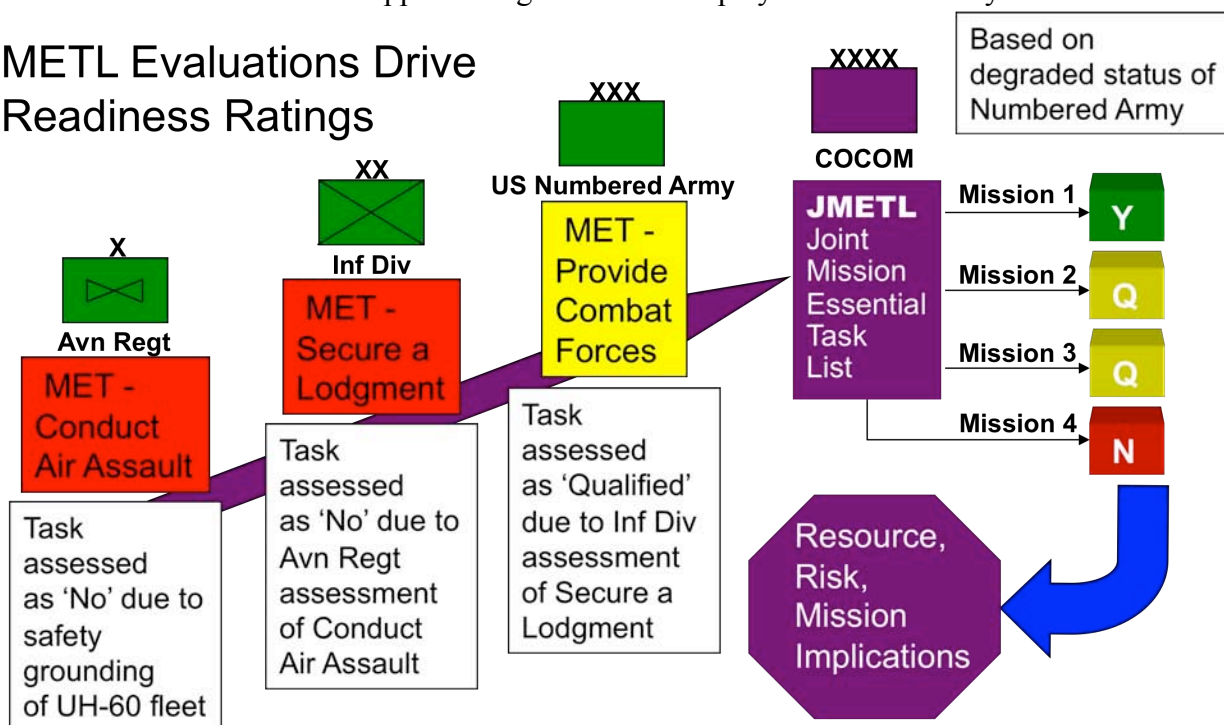 METL Evaluations Drive
Readiness Ratings
X
Avn Regt
MET -
Conduct
Air Assault
Task
assessed
as ‘No’ due to
safety
grounding
of UH-60 fleet
XX
Inf Div
MET -
Secure a
Lodgment
Task
assessed
as ‘No’ due to
Avn Regt
assessment
of Conduct
Air Assault
XXX
US Numbered Army
MET -
Provide
Combat
Forces
Task
assessed
as ‘Qualified’
due to Inf Div
assessment
of Secure a
Lodgment
XXXX
COCOM
JMETL
Joint
Mission
Essential
Task
List
Based on
degraded status of
Numbered Army
Mission 1
Y
Mission 2
Q
Mission 3
Q
Mission 4
N
Resource,
Risk,
Mission
Implications